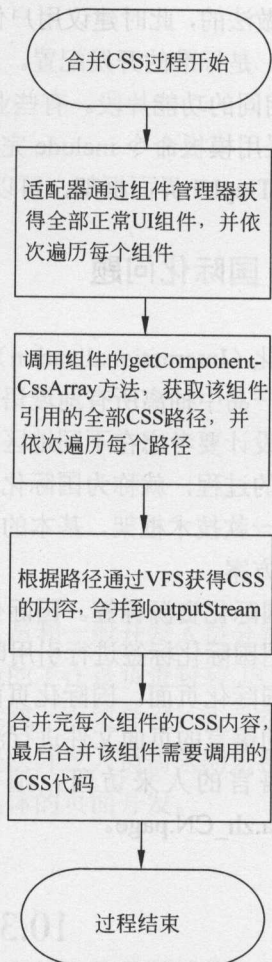 合并CSS过程开始
适配器通过组件管理器获
得全部正常UI组件，并依
次遍历每个组件
调用组件的getComponent-
CssArray方法，获取该组件
引用的全部CSS路径，并
依次遍历每个路径
根据路径通过VFS获得CSS
的内容，合并到outputStream
合并完每个组件的CSS内容，
最后合并该组件需要调用的
CSS代码
过程结束